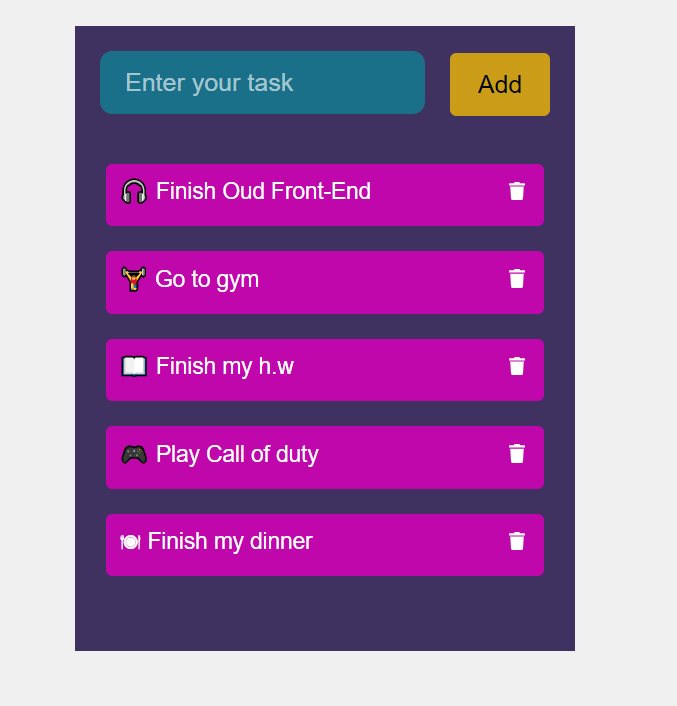 Enter your task
Add
🎧 Finish Oud Front-End
🏋️ Go to gym
📖 Finish my h.w
🎮 Play Call of duty
🍽 Finish my dinner